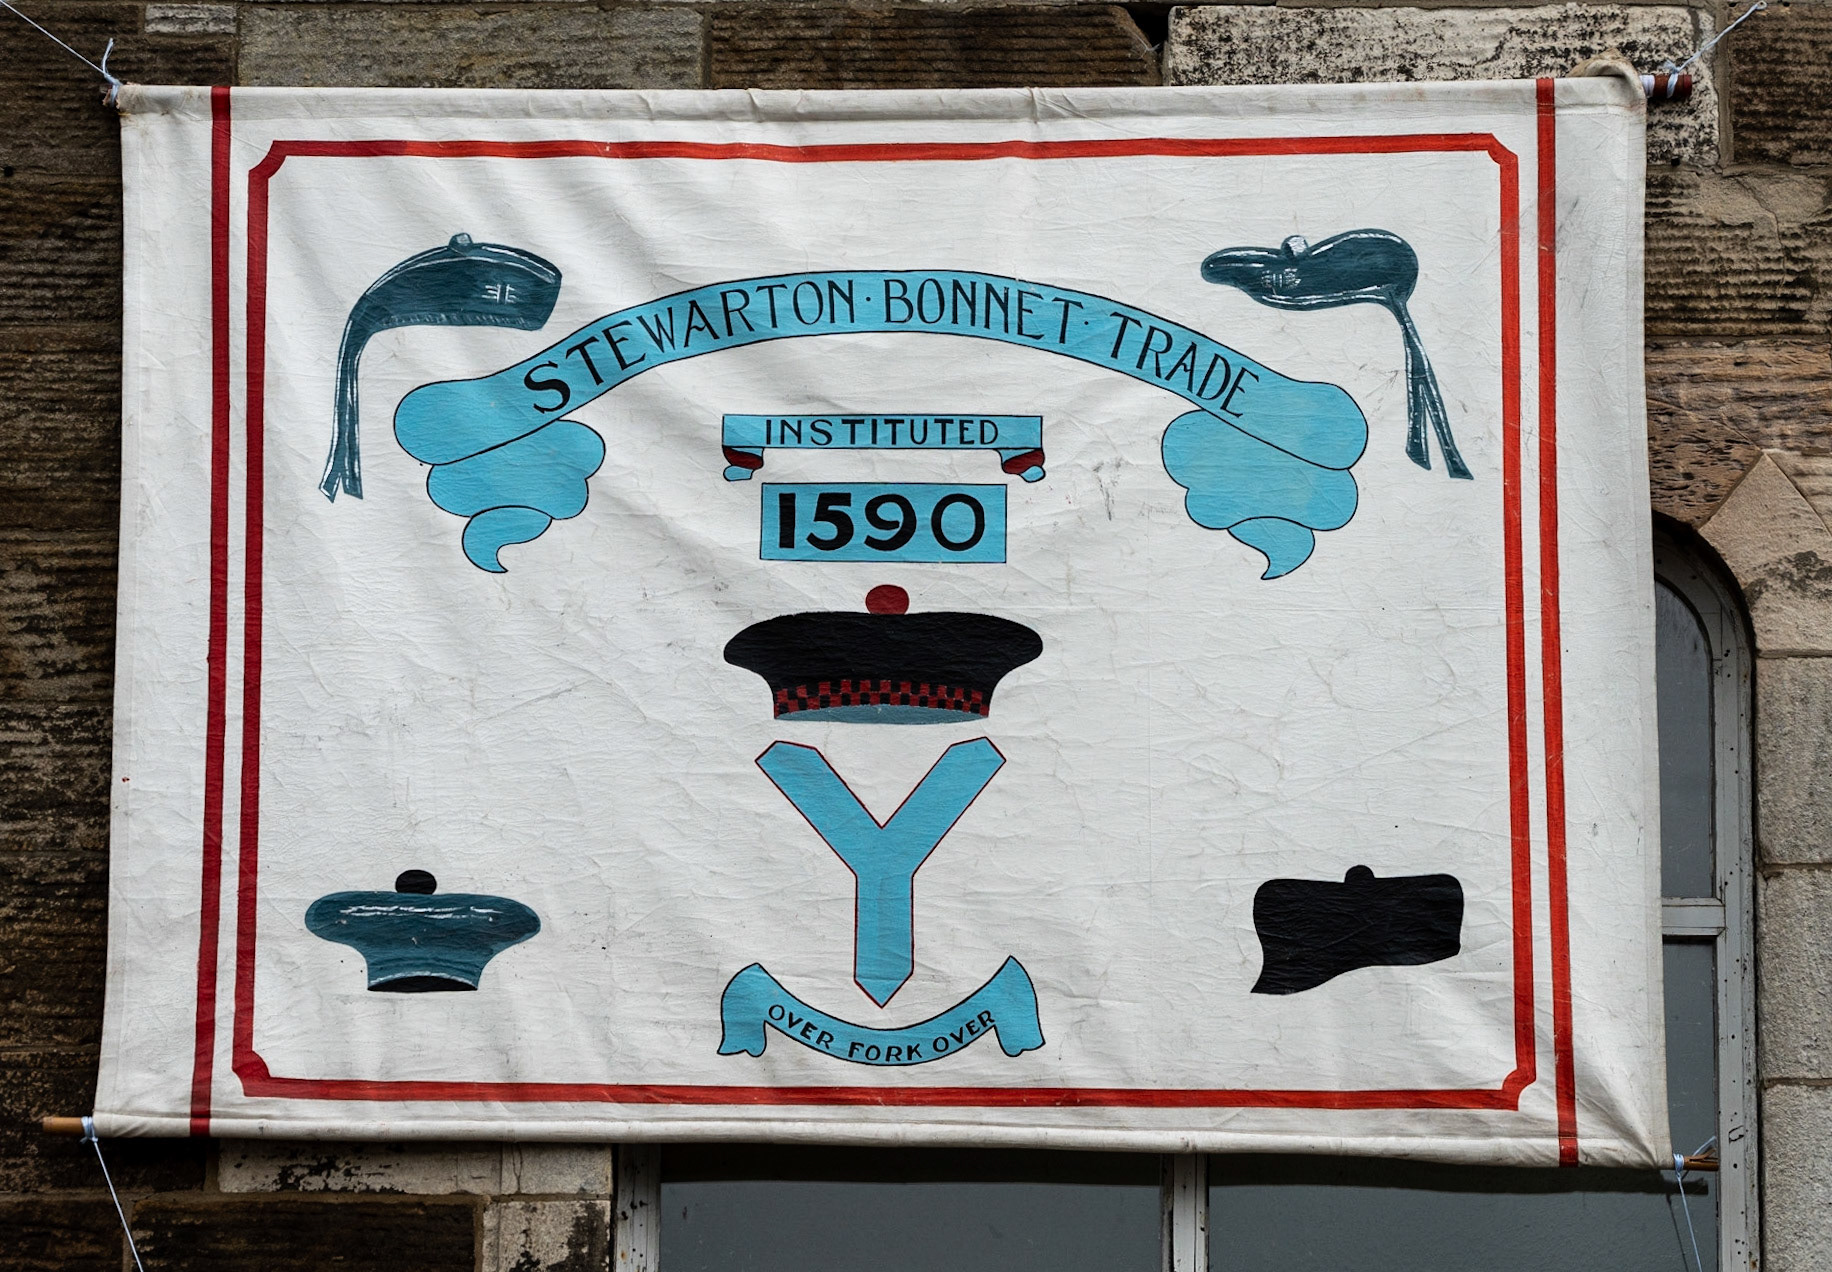 STEWARTON · BONNET · TRADE
INSTITUTED
1590
OVER FORK OVER